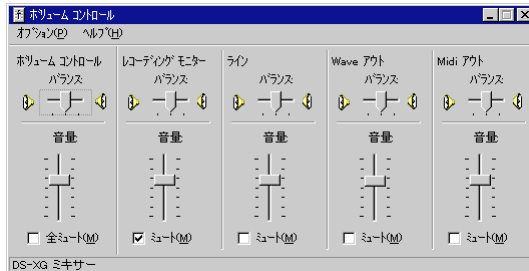 ボリューム コントロール
オプション(P) ヘルプ(H)
ボリューム コントロール
バランス
音量:
全ミュート(M)
レコーディング モニター
バランス
音量:
ミュート(M)
ライン
バランス
音量:
ミュート(M)
Wave アウト
バランス
音量:
ミュート(M)
Midi アウト
バランス
音量:
ミュート(M)
DS-XG ミキサー